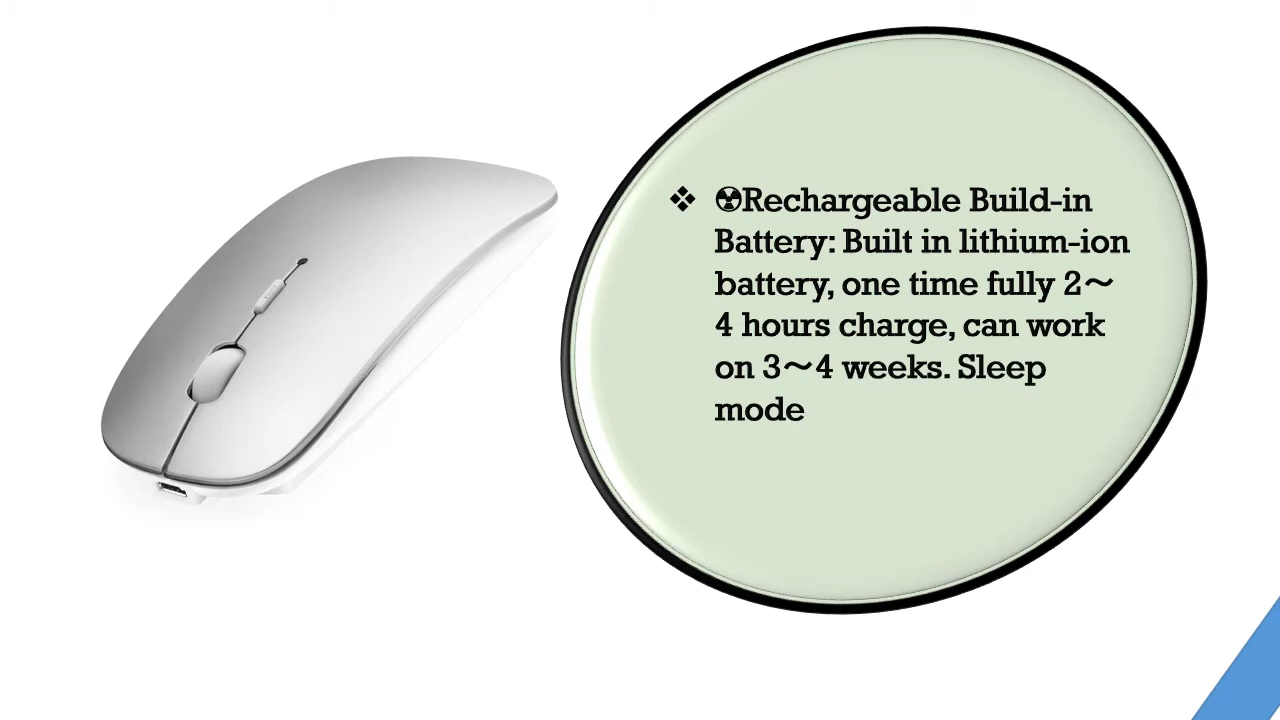 ❖ ☢Rechargeable Build-in
Battery: Built in lithium-ion
battery, one time fully 2～
4 hours charge, can work
on 3～4 weeks. Sleep
mode